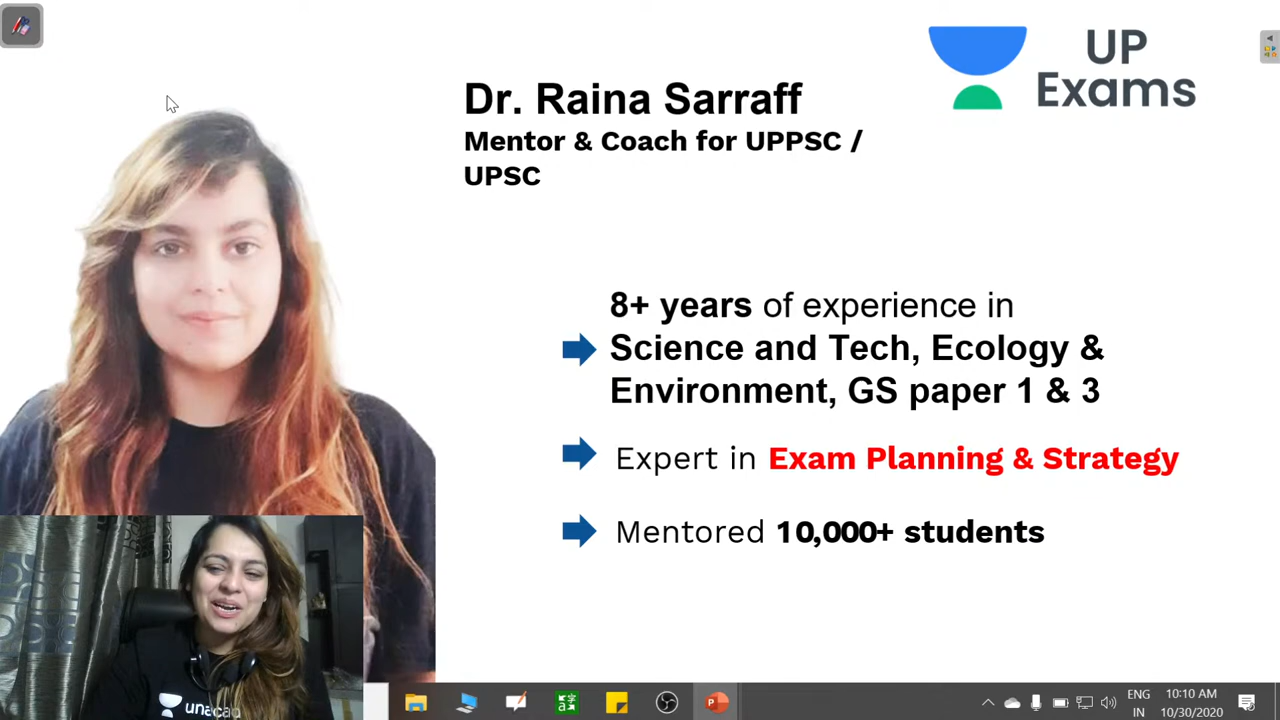 UP
Exams
Dr. Raina Sarraff
Mentor & Coach for UPPSC /
UPSC
8+ years of experience in
Science and Tech, Ecology &
Environment, GS paper 1 & 3
Expert in Exam Planning & Strategy
Mentored 10,000+ students
unacad
ENG
IN
10:10 AM
10/30/2020